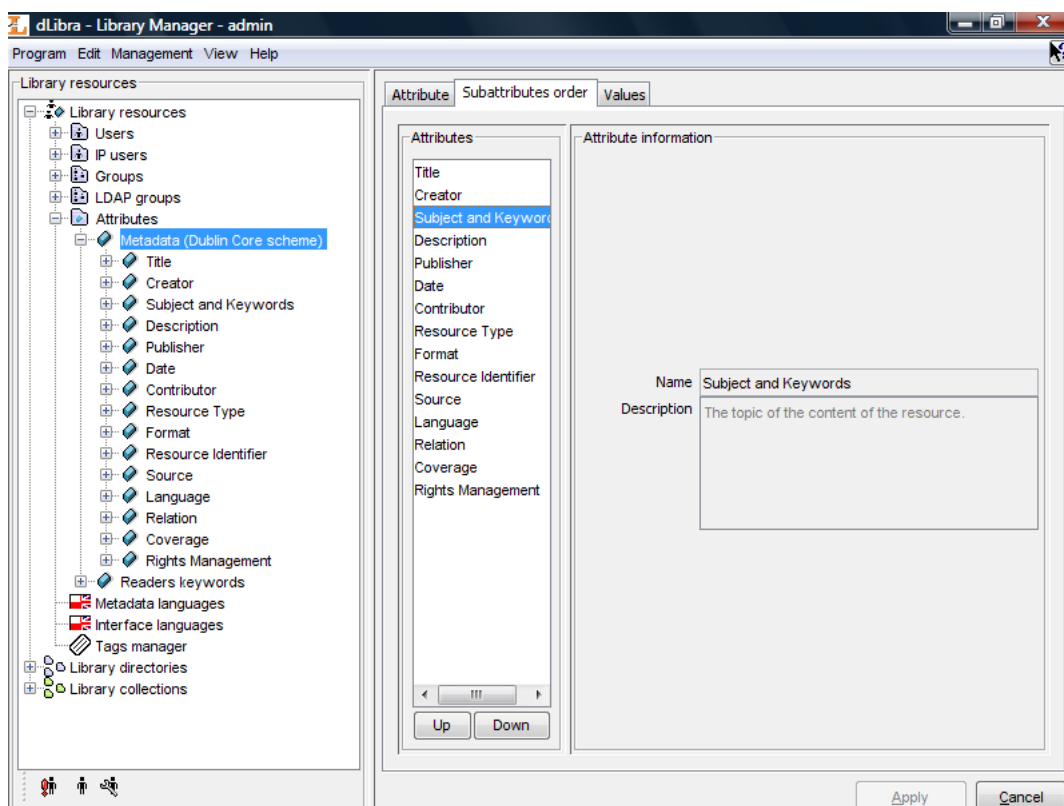 dLibra - Library Manager - admin
Program Edit Management View Help
Library resources
Library resources
Users
IP users
Groups
LDAP groups
Attributes
Metadata (Dublin Core scheme)
Title
Creator
Subject and Keywords
Description
Publisher
Date
Contributor
Resource Type
Format
Resource Identifier
Source
Language
Relation
Coverage
Rights Management
Readers keywords
Metadata languages
Interface languages
Tags manager
Library directories
Library collections
Attribute Subattributes order Values
Attributes
Title
Creator
Subject and Keyword
Description
Publisher
Date
Contributor
Resource Type
Format
Resource Identifier
Source
Language
Relation
Coverage
Rights Management
Up Down
Attribute information
Name Subject and Keywords
Description The topic of the content of the resource.
Apply Cancel